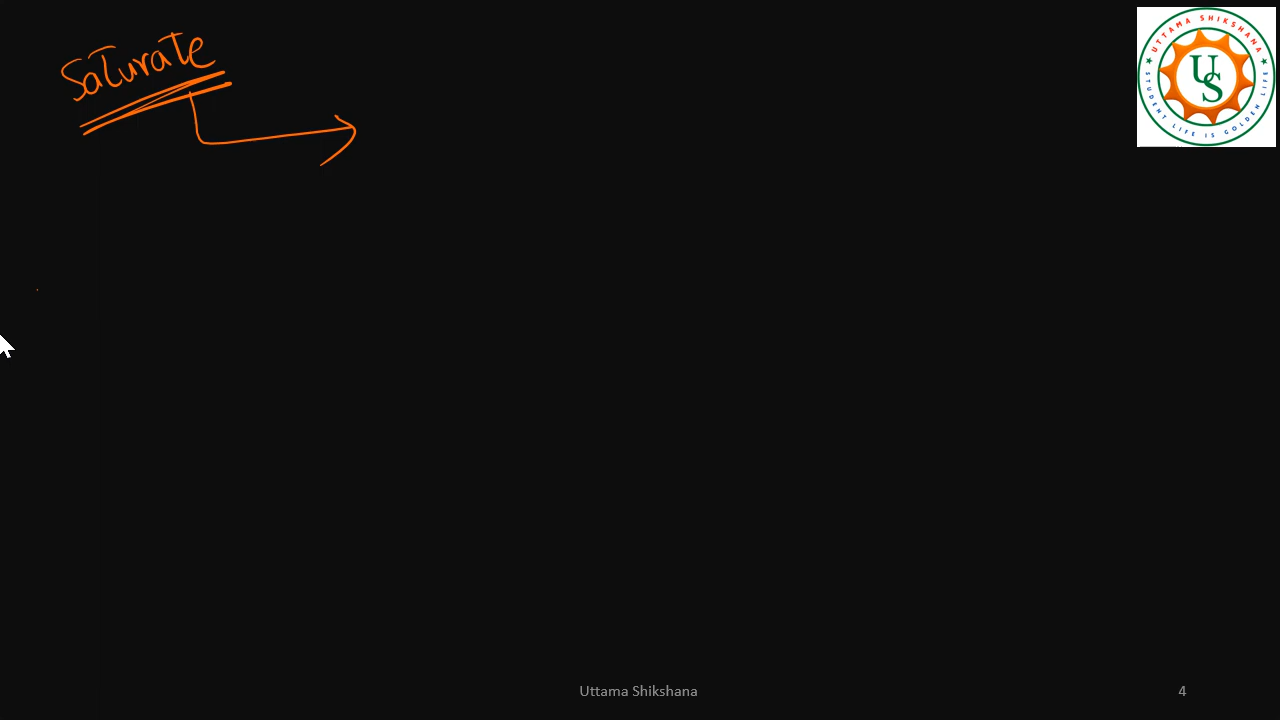 Saturate
UTTAMA SHIKSHANA
US
STUDENT LIFE IS GOLDEN LIFE
Uttama Shikshana
4